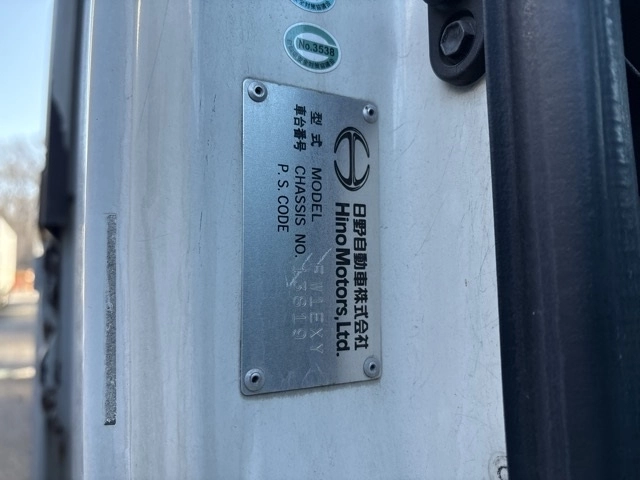 No.3538
日野自動車株式会社
Hino Motors, Ltd.
型式 MODEL FW1EXY
車台番号 CHASSIS NO.
P.S. CODE